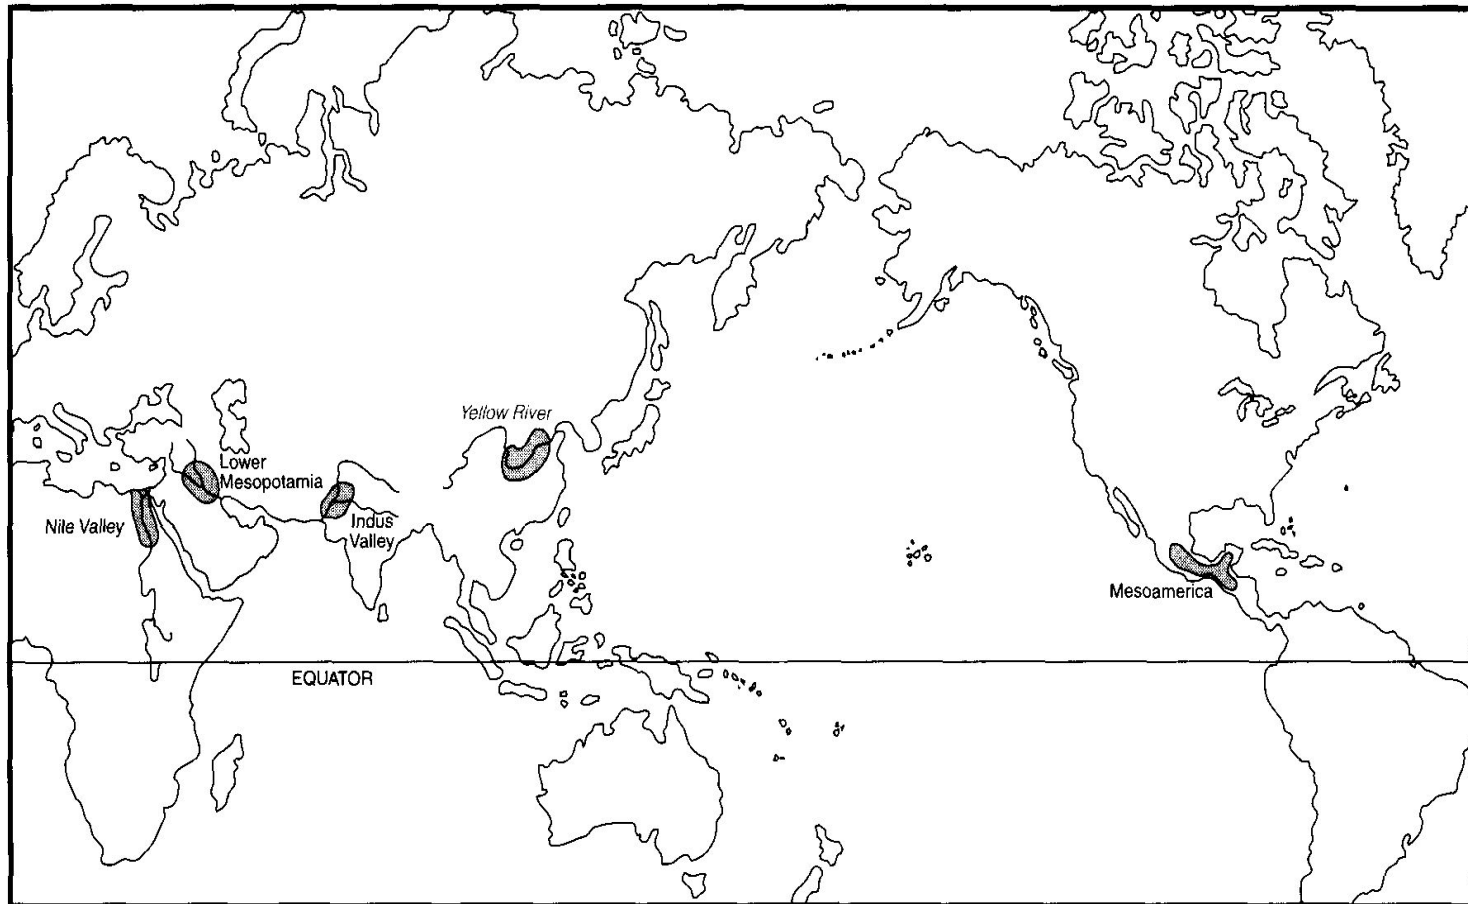 Yellow River
Lower
Mesopotamia
Nile Valley
Indus
Valley
Mesoamerica
EQUATOR